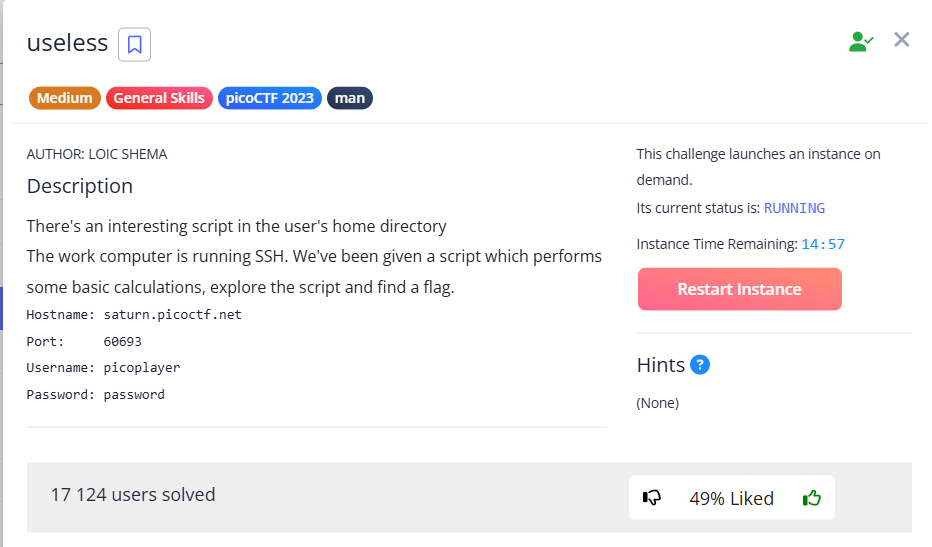 useless
Medium General Skills picoCTF 2023 man
AUTHOR: LOIC SHEMA
Description
There's an interesting script in the user's home directory
The work computer is running SSH. We've been given a script which performs
some basic calculations, explore the script and find a flag.
Hostname: saturn.picoctf.net
Port: 60693
Username: picoplayer
Password: password
This challenge launches an instance on
demand.
Its current status is: RUNNING
Instance Time Remaining: 14:57
Restart Instance
Hints ?
(None)
17 124 users solved
49% Liked